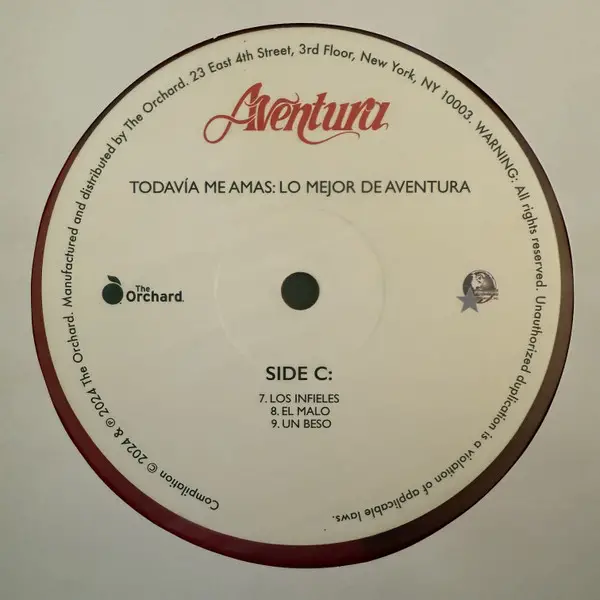 Aventura
TODAVÍA ME AMAS: LO MEJOR DE AVENTURA
The
Orchard
SIDE C:
7. LOS INFIELES
8. EL MALO
9. UN BESO
Compilation © 2024 & ℗ 2024 The Orchard. Manufactured and distributed by The Orchard. 23 East 4th Street, 3rd Floor, New York, NY 10003. WARNING: All rights reserved. Unauthorized duplication is a violation of applicable laws.